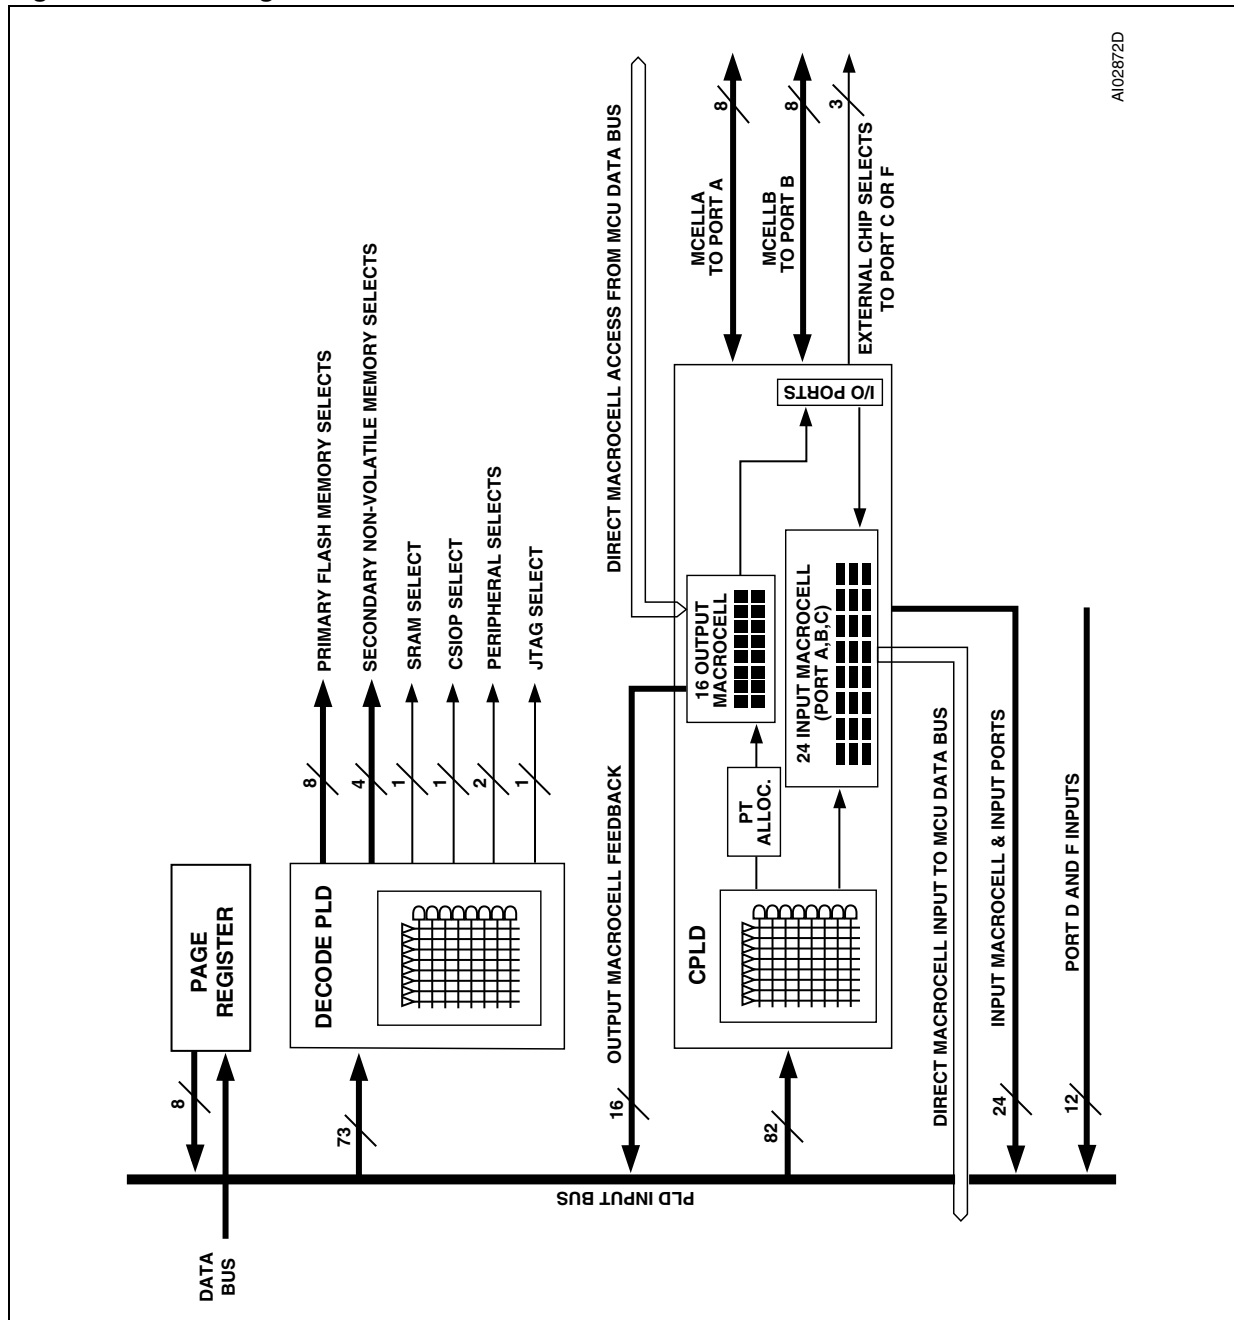 AI02872D
DATA
BUS
8
PAGE
REGISTER
73
DECODE PLD
8
PRIMARY FLASH MEMORY SELECTS
4
SECONDARY NON-VOLATILE MEMORY SELECTS
1
SRAM SELECT
1
CSIOP SELECT
2
PERIPHERAL SELECTS
1
JTAG SELECT
PLD INPUT BUS
16
OUTPUT MACROCELL FEEDBACK
DIRECT MACROCELL ACCESS FROM MCU DATA BUS
82
CPLD
PT
ALLOC.
16 OUTPUT
MACROCELL
24 INPUT MACROCELL
(PORT A,B,C)
I/O PORTS
MCELLA
TO PORT A
8
MCELLB
TO PORT B
8
EXTERNAL CHIP SELECTS
TO PORT C OR F
3
DIRECT MACROCELL INPUT TO MCU DATA BUS
24
INPUT MACROCELL & INPUT PORTS
12
PORT D AND F INPUTS